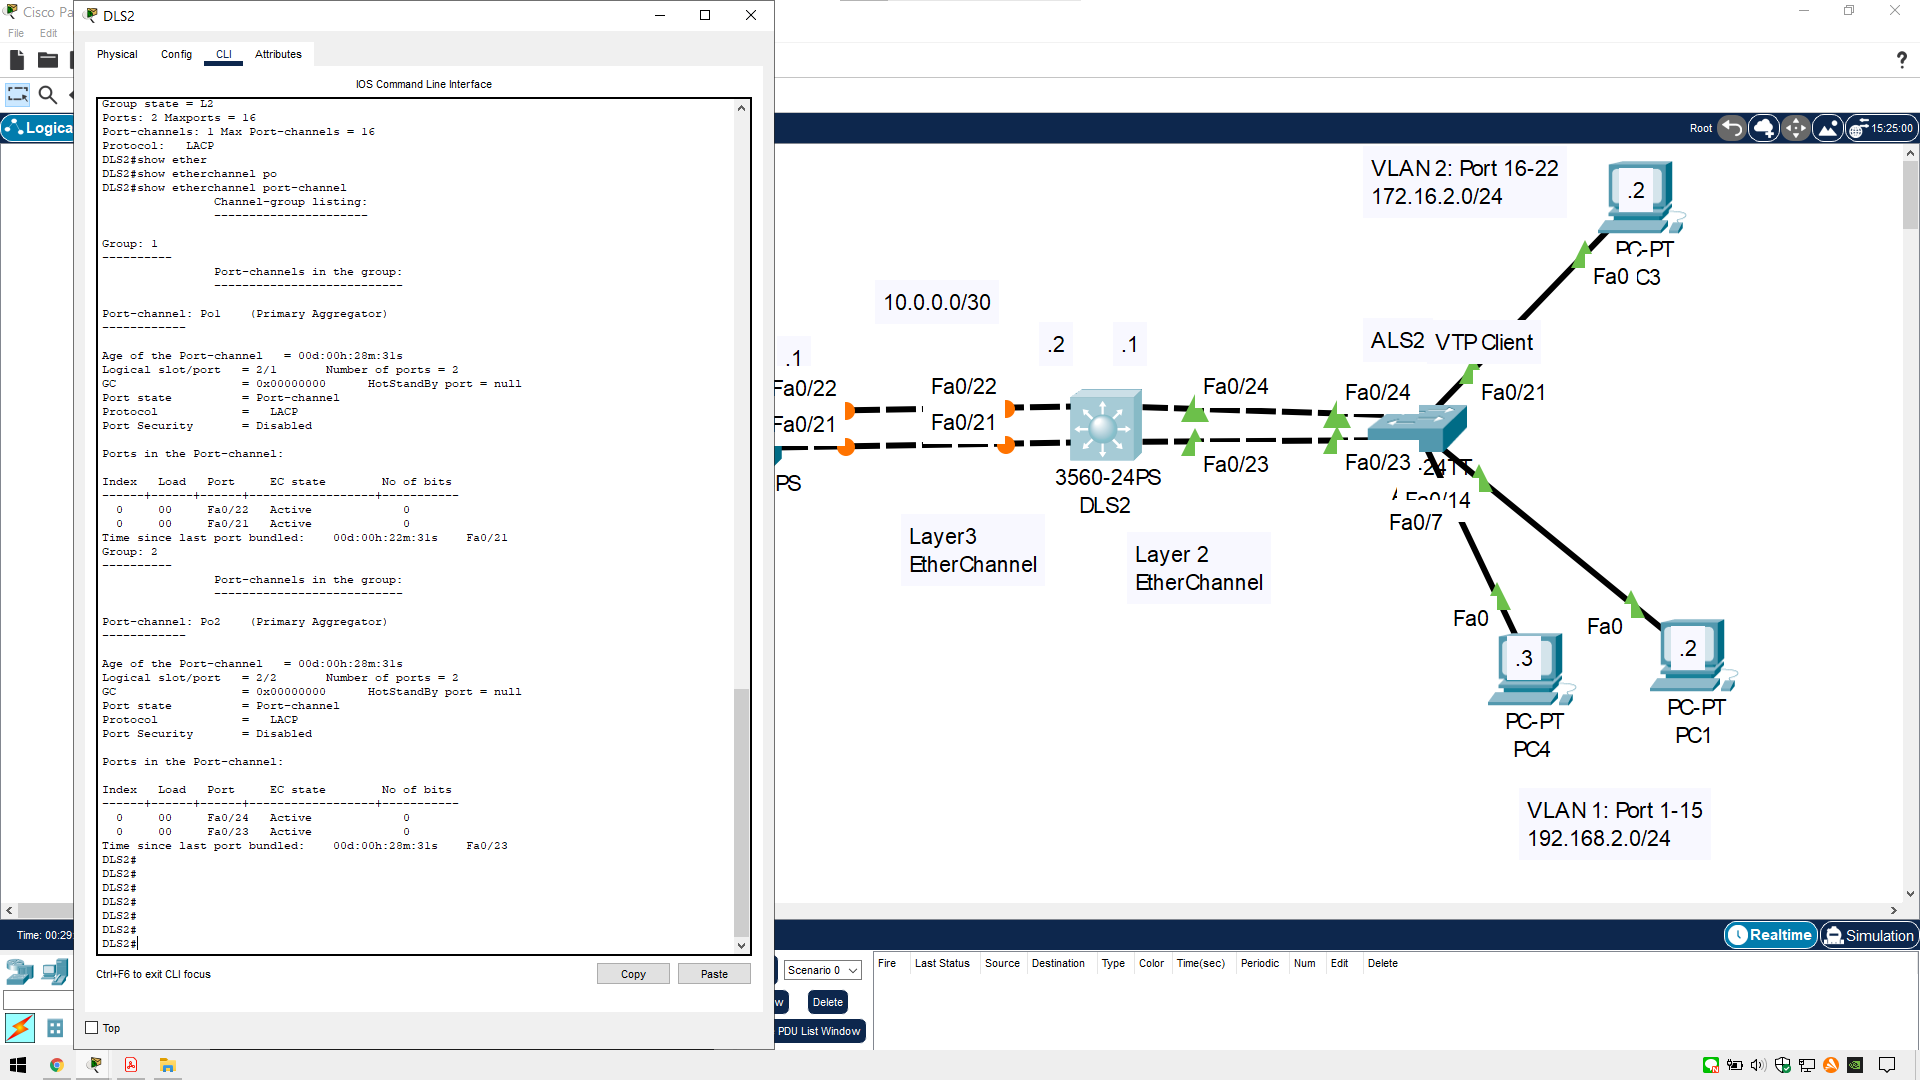 Cisco Pa
DLS2
File Edit
Physical Config CLI Attributes
IOS Command Line Interface
Logica
Group state = L2
Ports: 2 Maxports = 16
Port-channels: 1 Max Port-channels = 16
Protocol: LACP
DLS2#show ether
DLS2#show etherchannel po
DLS2#show etherchannel port-channel
Channel-group listing:
----------------------
Group: 1
----------
Port-channels in the group:
---------------------------
Port-channel: Po1 (Primary Aggregator)
------------
Age of the Port-channel = 00d:00h:28m:31s
Logical slot/port = 2/1 Number of ports = 2
GC = 0x00000000 HotStandBy port = null
Port state = Port-channel
Protocol = LACP
Port Security = Disabled
Ports in the Port-channel:
Index Load Port EC state No of bits
------+------+------+------------------+-----------
0 00 Fa0/22 Active 0
0 00 Fa0/21 Active 0
Time since last port bundled: 00d:00h:22m:31s Fa0/21
Group: 2
----------
Port-channels in the group:
---------------------------
Port-channel: Po2 (Primary Aggregator)
------------
Age of the Port-channel = 00d:00h:28m:31s
Logical slot/port = 2/2 Number of ports = 2
GC = 0x00000000 HotStandBy port = null
Port state = Port-channel
Protocol = LACP
Port Security = Disabled
Ports in the Port-channel:
Index Load Port EC state No of bits
------+------+------+------------------+-----------
0 00 Fa0/24 Active 0
0 00 Fa0/23 Active 0
Time since last port bundled: 00d:00h:28m:31s Fa0/23
DLS2#
DLS2#
DLS2#
DLS2#
DLS2#
DLS2#
DLS2#
Ctrl+F6 to exit CLI focus
Copy Paste
Top
Time: 00:29
Root
15:25:00
VLAN 2: Port 16-22
172.16.2.0/24
.2
PC-PT
Fa0 C3
10.0.0.0/30
.1
.2
.1
ALS2 VTP Client
Fa0/22
Fa0/22
Fa0/24
Fa0/24
Fa0/21
Fa0/21
Fa0/21
Fa0/23
Fa0/23
.24TT
PS
3560-24PS
DLS2
Fa0/14
Fa0/7
Layer3
EtherChannel
Layer 2
EtherChannel
Fa0
Fa0
.3
.2
PC-PT
PC4
PC-PT
PC1
VLAN 1: Port 1-15
192.168.2.0/24
Realtime Simulation
Scenario 0
w Delete
PDU List Window
Fire Last Status Source Destination Type Color Time(sec) Periodic Num Edit Delete